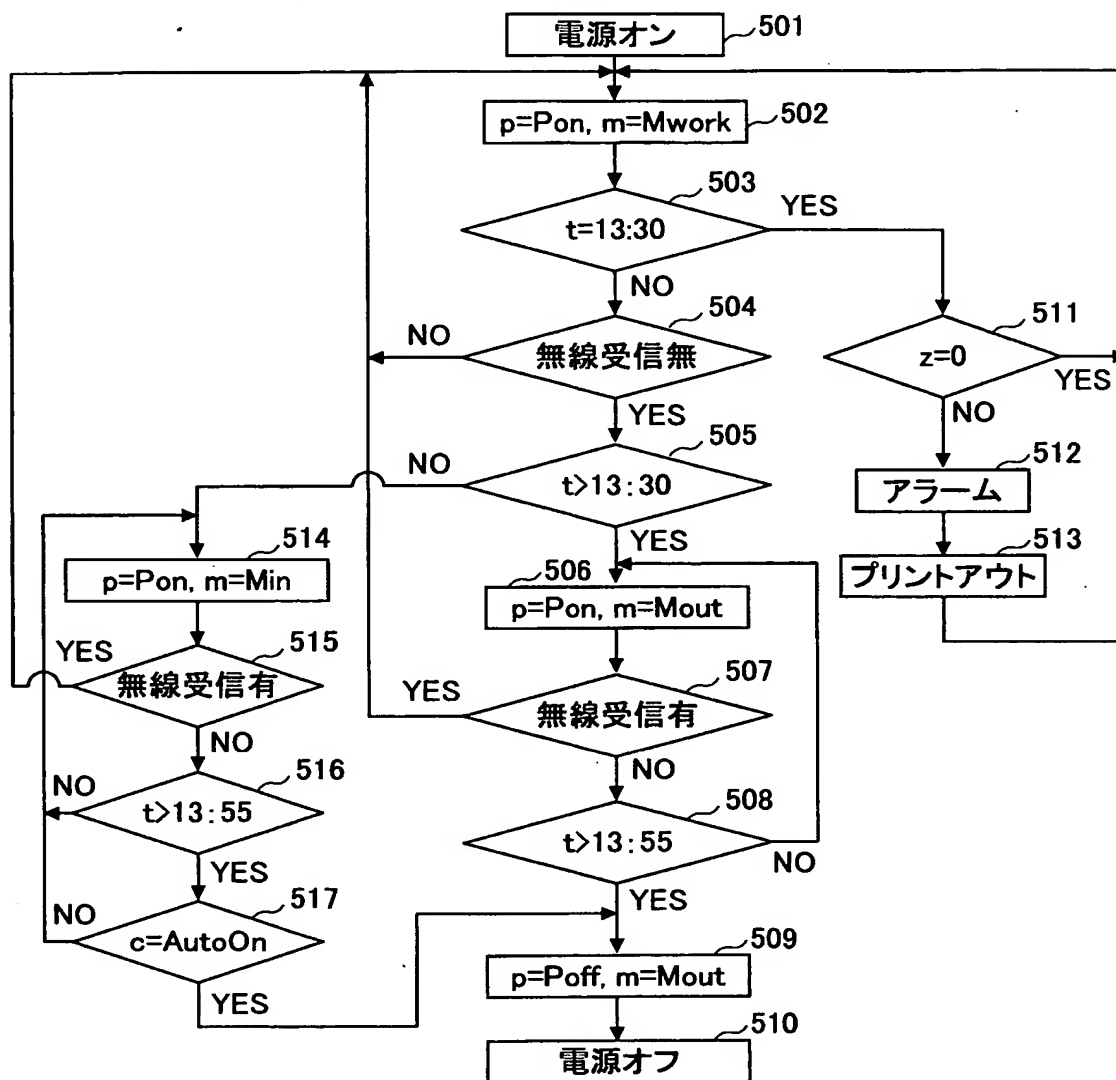 電源オン
501
p=Pon, m=Mwork
502
503
t=13:30
YES
NO
504
無線受信無
NO
YES
511
z=0
YES
NO
505
t>13:30
NO
YES
512
アラーム
513
プリントアウト
514
p=Pon, m=Min
506
p=Pon, m=Mout
515
無線受信有
YES
NO
507
無線受信有
YES
NO
516
t>13:55
NO
YES
508
t>13:55
NO
YES
517
c=AutoOn
NO
YES
509
p=Poff, m=Mout
510
電源オフ